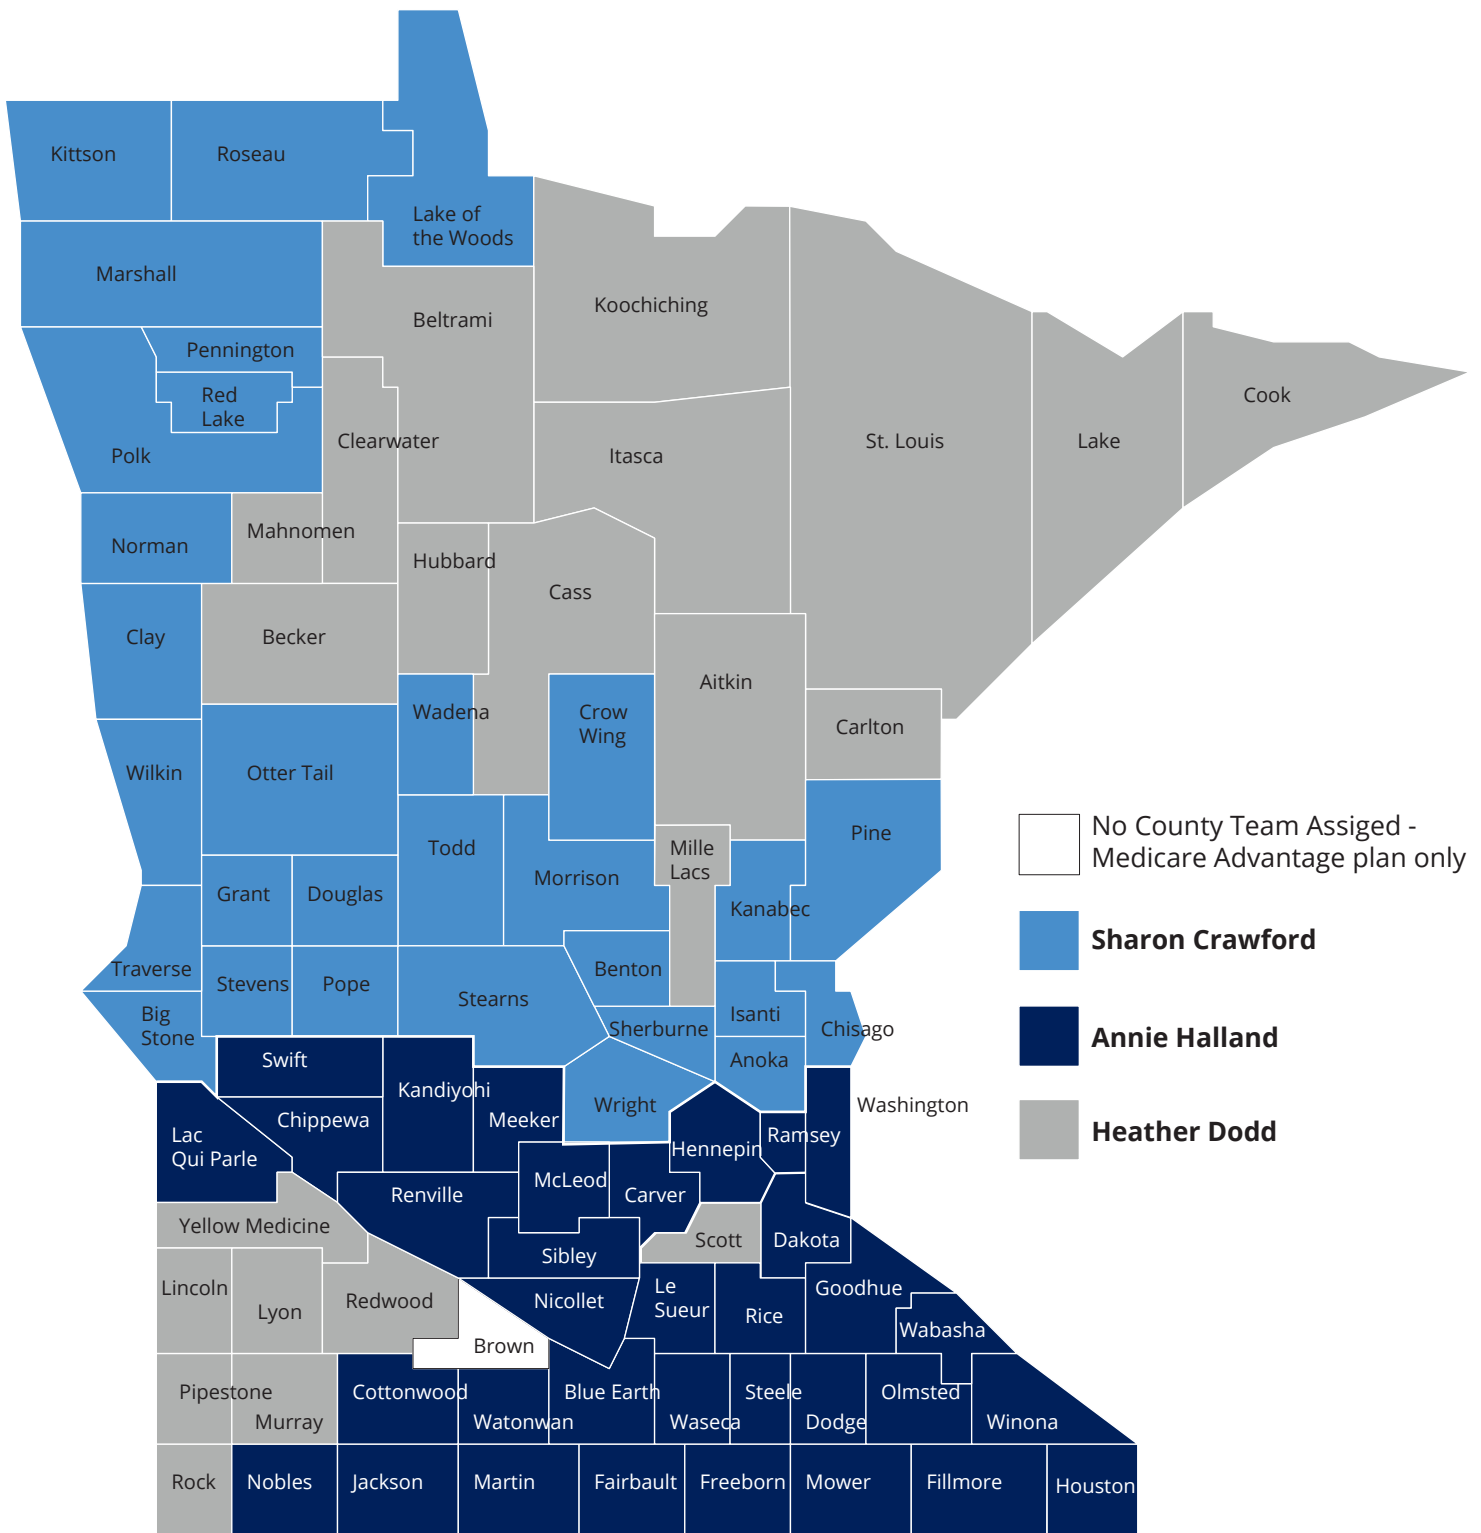 Kittson
Roseau
Lake of
the Woods
Marshall
Beltrami
Koochiching
Pennington
Red
Lake
Polk
Clearwater
Itasca
St. Louis
Lake
Cook
Norman
Mahnomen
Hubbard
Cass
Clay
Becker
Aitkin
Wadena
Crow
Wing
Carlton
Wilkin
Otter Tail
Todd
Morrison
Mille
Lacs
Pine
Kanabec
Grant
Douglas
Traverse
Stevens
Pope
Stearns
Benton
Big
Stone
Sherburne
Isanti
Chisago
Anoka
Swift
Kandiyohi
Wright
Washington
Chippewa
Meeker
Lac
Qui Parle
Hennepin
Ramsey
Renville
McLeod
Carver
Yellow Medicine
Sibley
Scott
Dakota
Lincoln
Lyon
Redwood
Nicollet
Le
Sueur
Rice
Goodhue
Wabasha
Brown
Pipestone
Murray
Cottonwood
Watonwan
Blue Earth
Waseca
Steele
Dodge
Olmsted
Winona
Rock
Nobles
Jackson
Martin
Fairbault
Freeborn
Mower
Fillmore
Houston
No County Team Assiged -
Medicare Advantage plan only
Sharon Crawford
Annie Halland
Heather Dodd